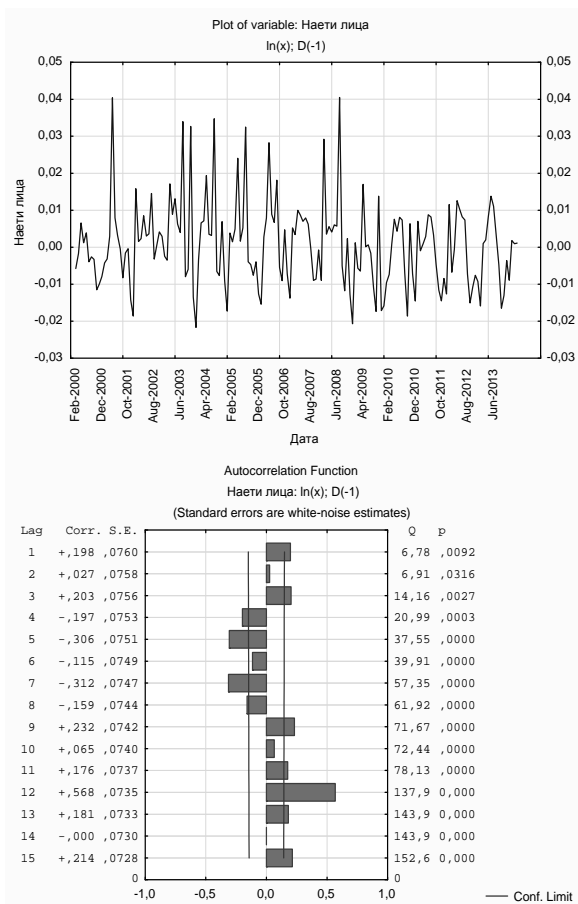 Plot of variable: Наети лица
ln(x); D(-1)
0,05 0,05
0,04 0,04
0,03 0,03
0,02 0,02
0,01 0,01
0,00 0,00
-0,01 -0,01
-0,02 -0,02
-0,03 -0,03
Наети лица
Feb-2000
Dec-2000
Oct-2001
Aug-2002
Jun-2003
Apr-2004
Feb-2005
Dec-2005
Oct-2006
Aug-2007
Jun-2008
Apr-2009
Feb-2010
Dec-2010
Oct-2011
Aug-2012
Jun-2013
Дата
Autocorrelation Function
Наети лица: ln(x); D(-1)
(Standard errors are white-noise estimates)
Lag Corr. S.E. Q p
1 +,198 ,0760 6,78 ,0092
2 +,027 ,0758 6,91 ,0316
3 +,203 ,0756 14,16 ,0027
4 -,197 ,0753 20,99 ,0003
5 -,306 ,0751 37,55 ,0000
6 -,115 ,0749 39,91 ,0000
7 -,312 ,0747 57,35 ,0000
8 -,159 ,0744 61,92 ,0000
9 +,232 ,0742 71,67 ,0000
10 +,065 ,0740 72,44 ,0000
11 +,176 ,0737 78,13 ,0000
12 +,568 ,0735 137,9 0,000
13 +,181 ,0733 143,9 0,000
14 -,000 ,0730 143,9 0,000
15 +,214 ,0728 152,6 0,000
0 0
-1,0 -0,5 0,0 0,5 1,0
Conf. Limit